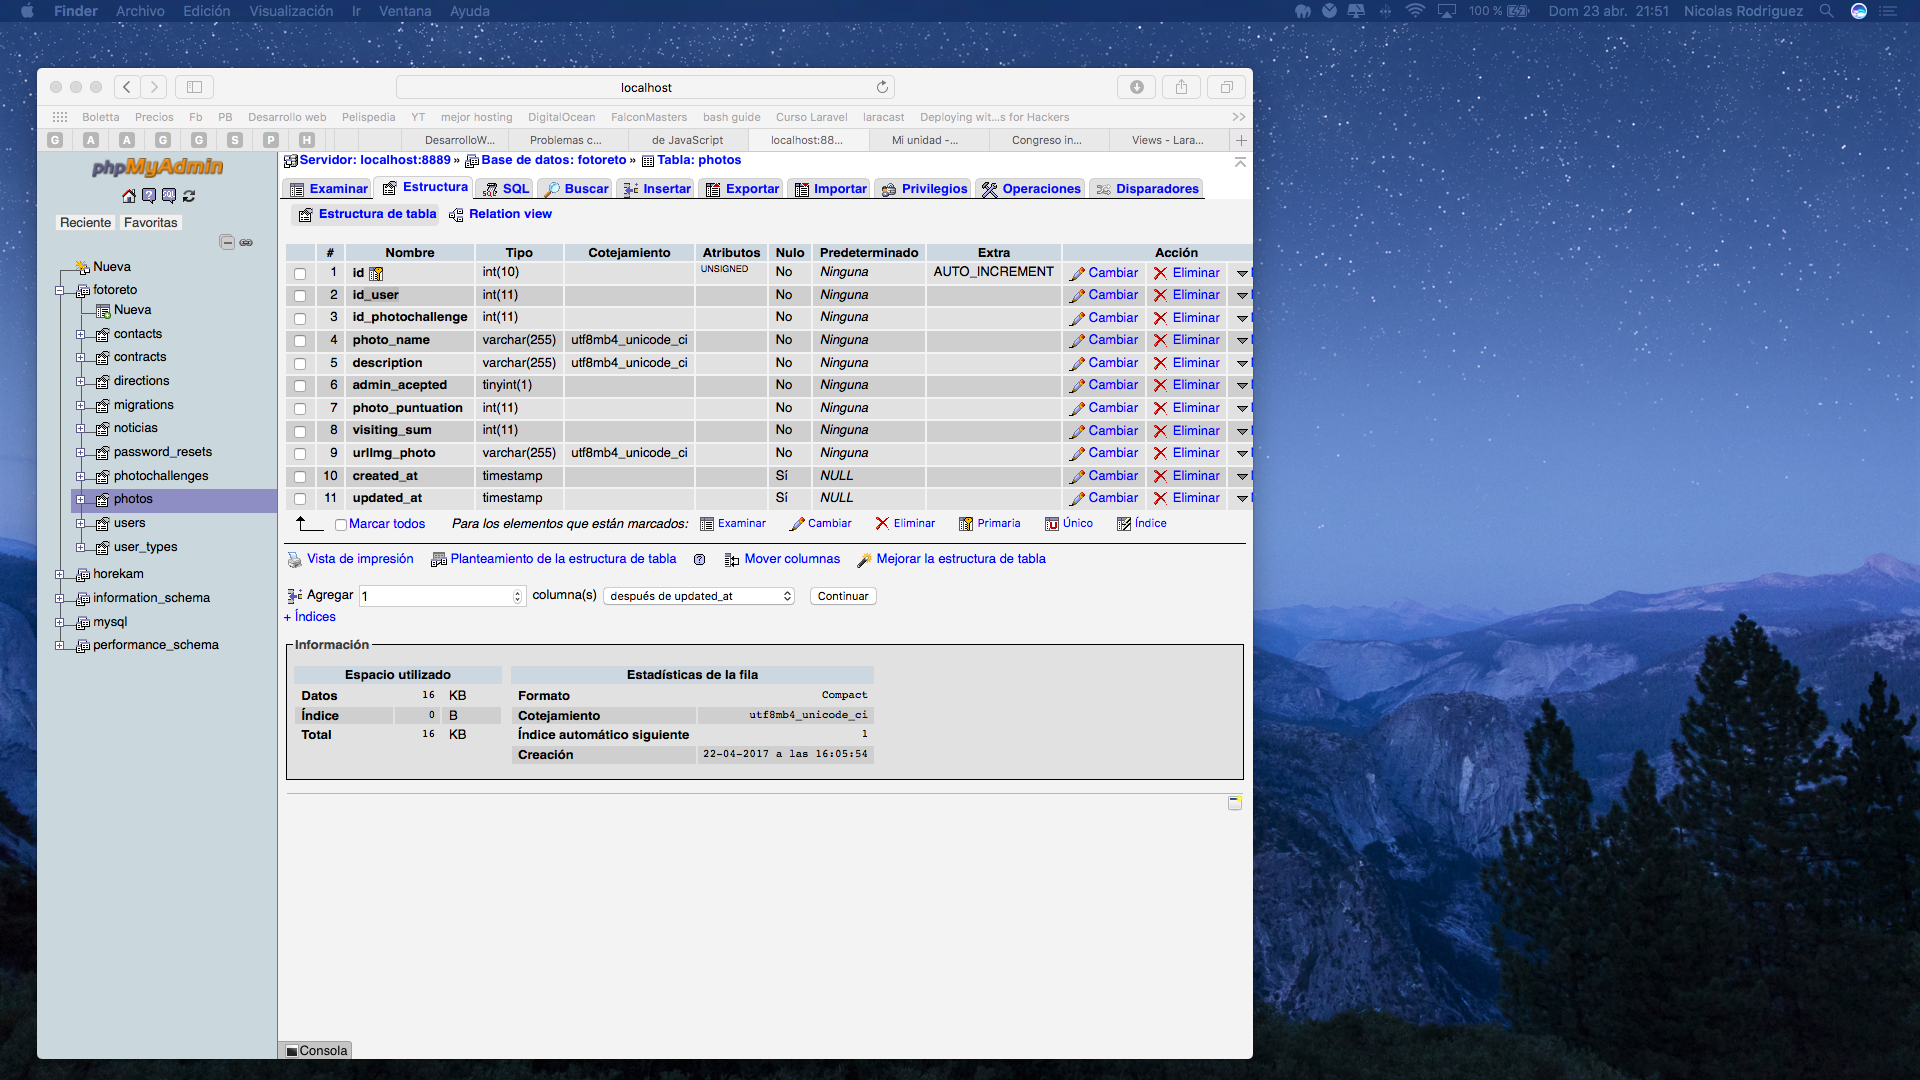 Finder Archivo Edición Visualización Ir Ventana Ayuda 100 % Dom 23 abr. 21:51 Nicolas Rodriguez
localhost
Boletta Precios Fb PB Desarrollo web Pelispedia YT mejor hosting DigitalOcean FalconMasters bash guide Curso Laravel laracast Deploying wit...s for Hackers >>
G A A G G S P H DesarrolloW... Problemas c... de JavaScript localhost:88... Mi unidad -... Congreso in... Views - Lara... +
phpMyAdmin
Reciente Favoritas
Nueva
fotoreto
Nueva
contacts
contracts
directions
migrations
noticias
password_resets
photochallenges
photos
users
user_types
horekam
information_schema
mysql
performance_schema
Servidor: localhost:8889 » Base de datos: fotoreto » Tabla: photos
Examinar Estructura SQL Buscar Insertar Exportar Importar Privilegios Operaciones Disparadores
Estructura de tabla Relation view
# Nombre Tipo Cotejamiento Atributos Nulo Predeterminado Extra Acción
1 id int(10) UNSIGNED No Ninguna AUTO_INCREMENT Cambiar Eliminar
2 id_user int(11) No Ninguna Cambiar Eliminar
3 id_photochallenge int(11) No Ninguna Cambiar Eliminar
4 photo_name varchar(255) utf8mb4_unicode_ci No Ninguna Cambiar Eliminar
5 description varchar(255) utf8mb4_unicode_ci No Ninguna Cambiar Eliminar
6 admin_acepted tinyint(1) No Ninguna Cambiar Eliminar
7 photo_puntuation int(11) No Ninguna Cambiar Eliminar
8 visiting_sum int(11) No Ninguna Cambiar Eliminar
9 urlImg_photo varchar(255) utf8mb4_unicode_ci No Ninguna Cambiar Eliminar
10 created_at timestamp Sí NULL Cambiar Eliminar
11 updated_at timestamp Sí NULL Cambiar Eliminar
Marcar todos Para los elementos que están marcados: Examinar Cambiar Eliminar Primaria Único Índice
Vista de impresión Planteamiento de la estructura de tabla Mover columnas Mejorar la estructura de tabla
Agregar 1 columna(s) después de updated_at Continuar
+ Índices
Información
Espacio utilizado
Datos 16 KB
Índice 0 B
Total 16 KB
Estadísticas de la fila
Formato Compact
Cotejamiento utf8mb4_unicode_ci
Índice automático siguiente 1
Creación 22-04-2017 a las 16:05:54
Consola